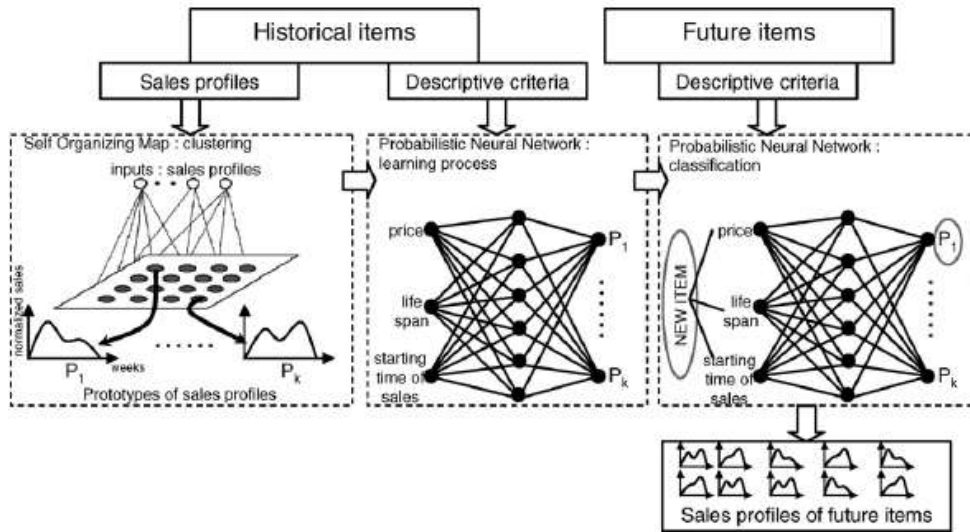 Historical items
Future items
Sales profiles
Descriptive criteria
Descriptive criteria
Self Organizing Map : clustering
inputs : sales profiles
normalized sales
weeks
P1
Pk
Prototypes of sales profiles
Probabilistic Neural Network :
learning process
price
life
span
starting
time of
sales
P1
Pk
Probabilistic Neural Network :
classification
NEW ITEM
price
life
span
starting
time of
sales
P1
Pk
Sales profiles of future items